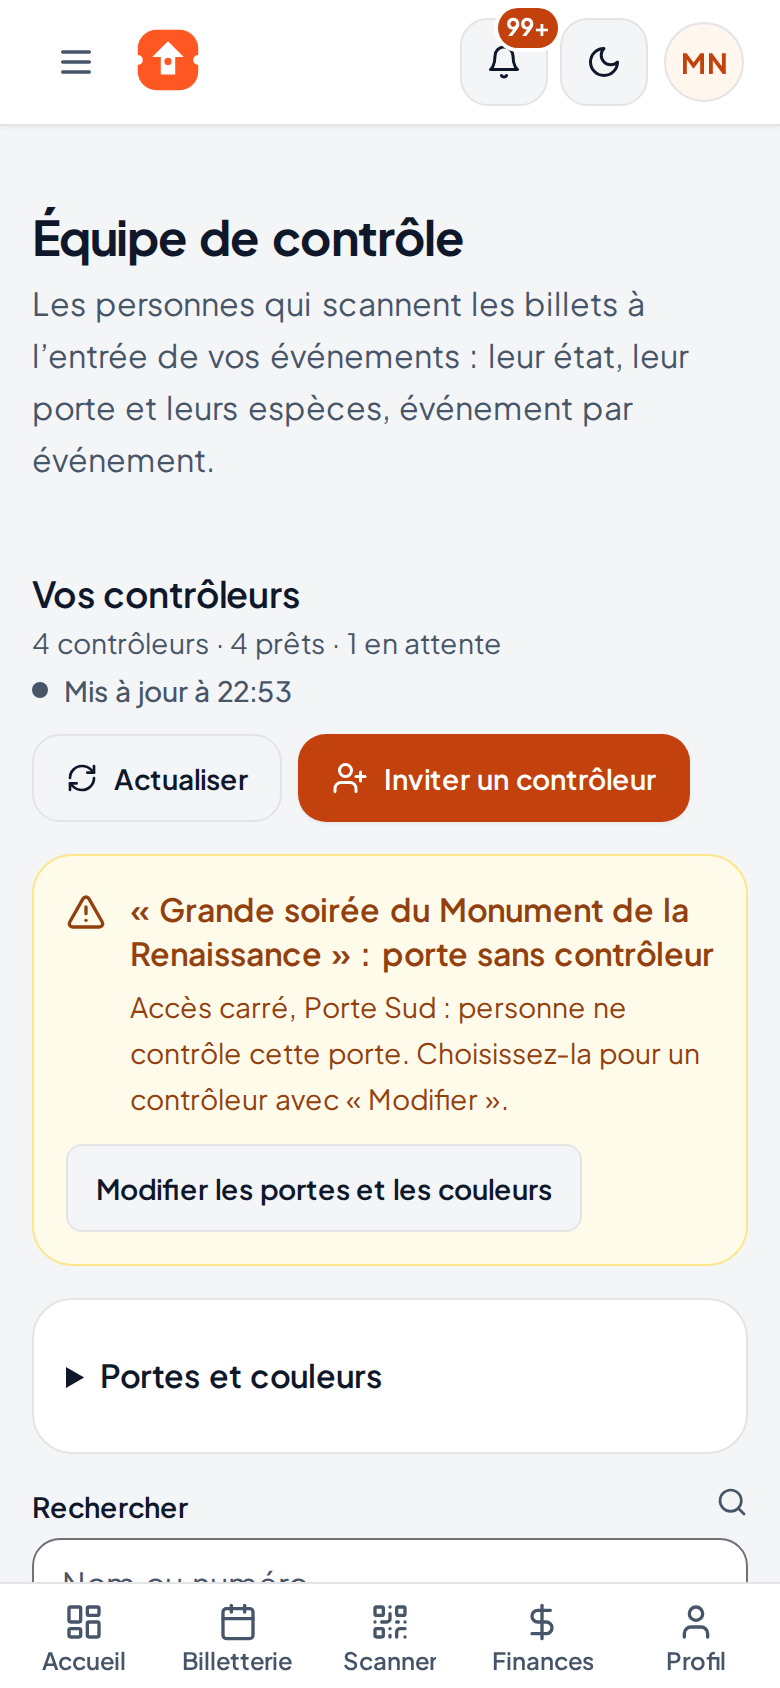 99+
MN
Équipe de contrôle
Les personnes qui scannent les billets à
l’entrée de vos événements : leur état, leur
porte et leurs espèces, événement par
événement.
Vos contrôleurs
4 contrôleurs · 4 prêts · 1 en attente
Mis à jour à 22:53
Actualiser
Inviter un contrôleur
« Grande soirée du Monument de la
Renaissance » : porte sans contrôleur
Accès carré, Porte Sud : personne ne
contrôle cette porte. Choisissez-la pour un
contrôleur avec « Modifier ».
Modifier les portes et les couleurs
Portes et couleurs
Rechercher
Nom ou numéro
Accueil
Billetterie
Scanner
Finances
Profil